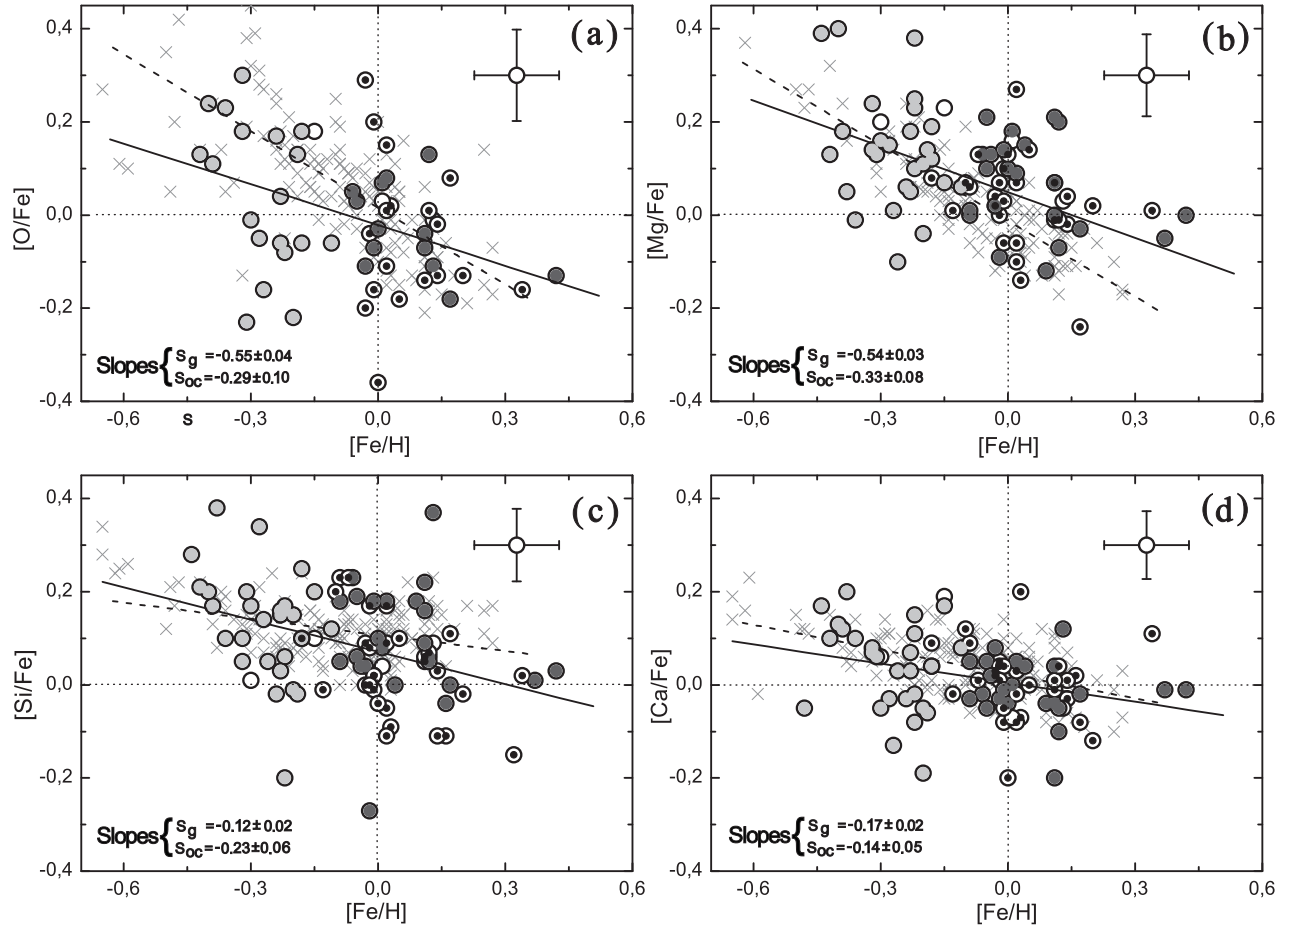 (a)
0,4
0,2
0,0
-0,2
-0,4
[O/Fe]
Slopes { Sg =-0.55±0.04
Soc =-0.29±0.10
-0,6 s -0,3 0,0 0,3 0,6
[Fe/H]
(b)
0,4
0,2
0,0
-0,2
-0,4
[Mg/Fe]
Slopes { Sg =-0.54±0.03
Soc =-0.33±0.08
-0,6 -0,3 0,0 0,3 0,6
[Fe/H]
(c)
0,4
0,2
0,0
-0,2
-0,4
[Si/Fe]
Slopes { Sg =-0.12±0.02
Soc =-0.23±0.06
-0,6 -0,3 0,0 0,3 0,6
[Fe/H]
(d)
0,4
0,2
0,0
-0,2
-0,4
[Ca/Fe]
Slopes { Sg =-0.17±0.02
Soc =-0.14±0.05
-0,6 -0,3 0,0 0,3 0,6
[Fe/H]